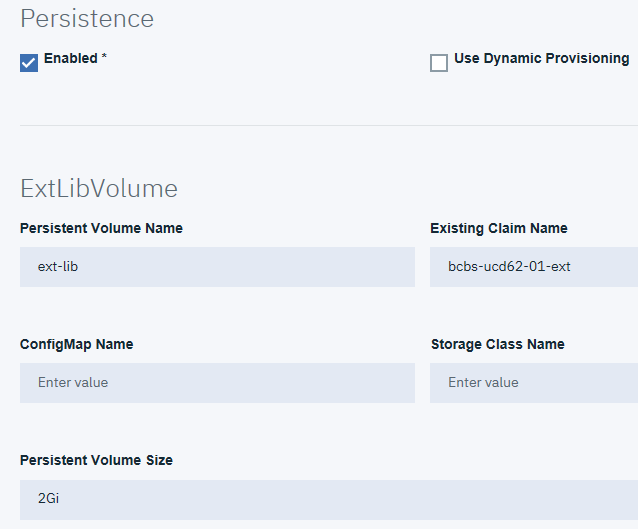 Persistence
Enabled * Use Dynamic Provisioning
ExtLibVolume
Persistent Volume Name Existing Claim Name
ext-lib bcbs-ucd62-01-ext
ConfigMap Name Storage Class Name
Enter value Enter value
Persistent Volume Size
2Gi